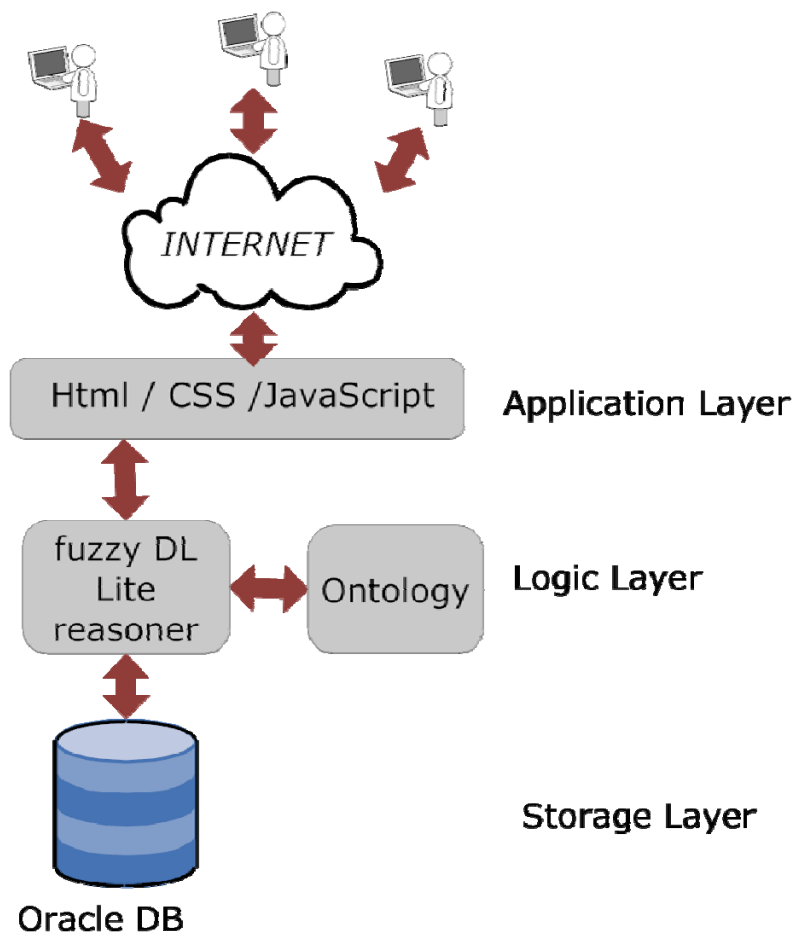 INTERNET
Html / CSS /JavaScript
Application Layer
fuzzy DL
Lite
reasoner
Ontology
Logic Layer
Storage Layer
Oracle DB